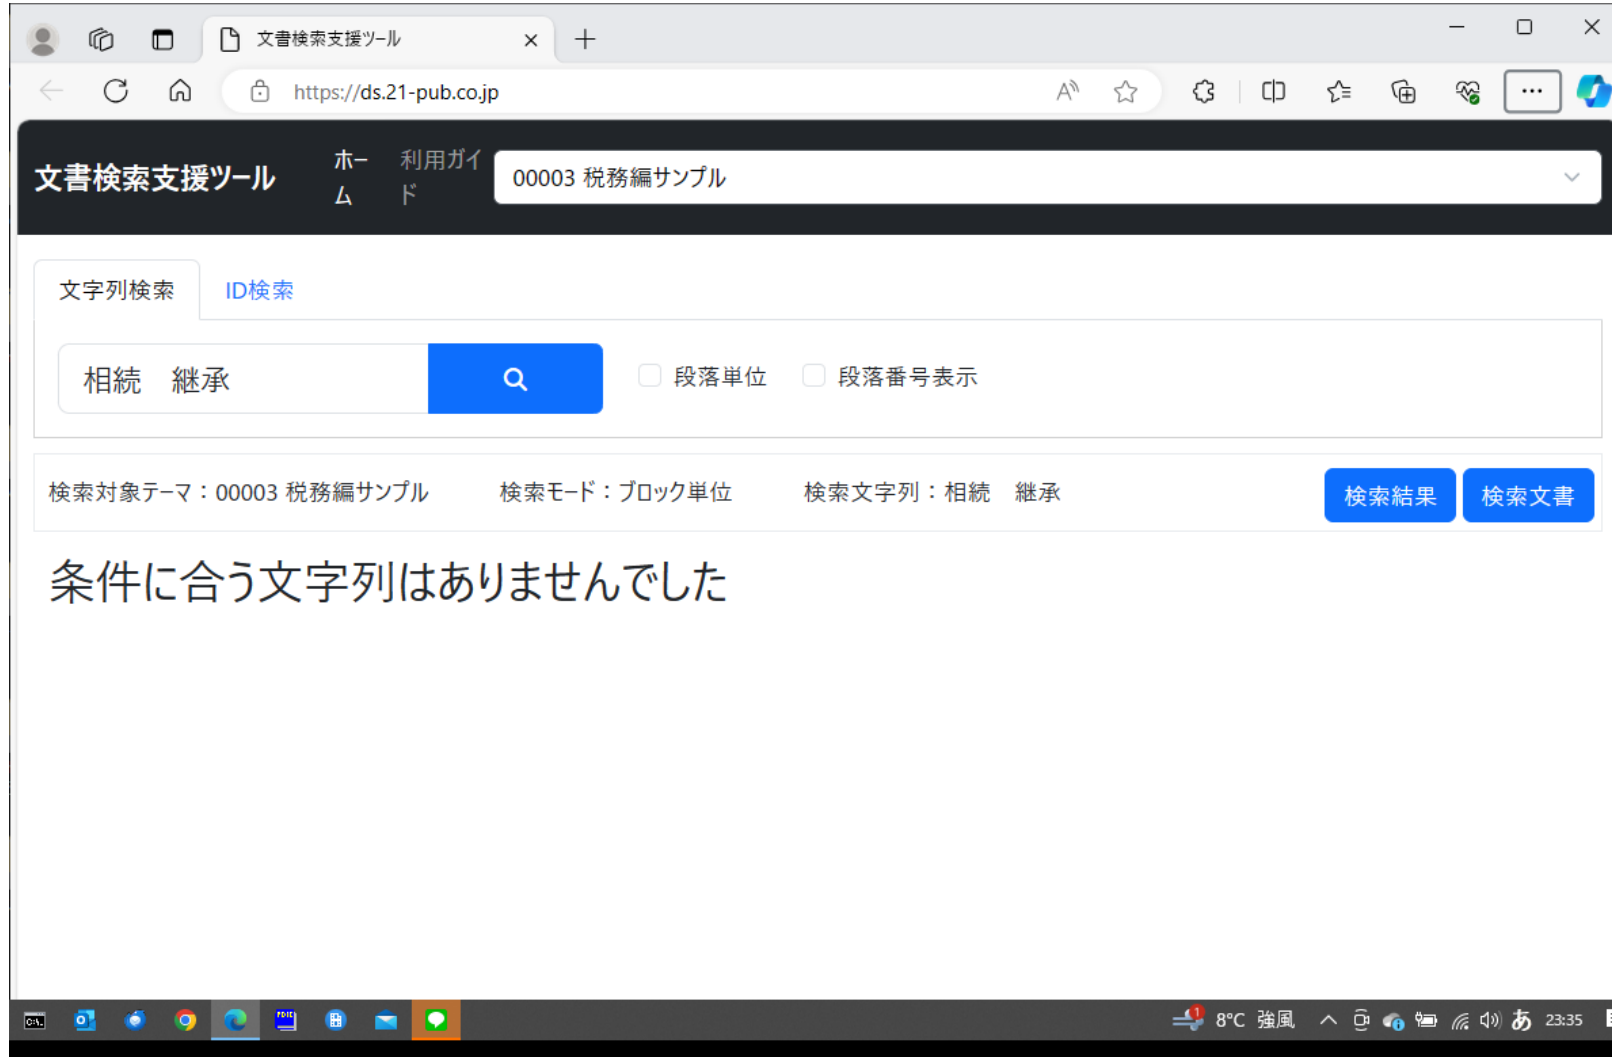 文書検索支援ツール
https://ds.21-pub.co.jp
文書検索支援ツール
ホー
ム
利用ガイ
ド
00003 税務編サンプル
文字列検索
ID検索
相続　継承
段落単位
段落番号表示
検索対象テーマ：00003 税務編サンプル
検索モード：ブロック単位
検索文字列：相続　継承
検索結果
検索文書
条件に合う文字列はありませんでした
1
8°C 強風
あ
23:35